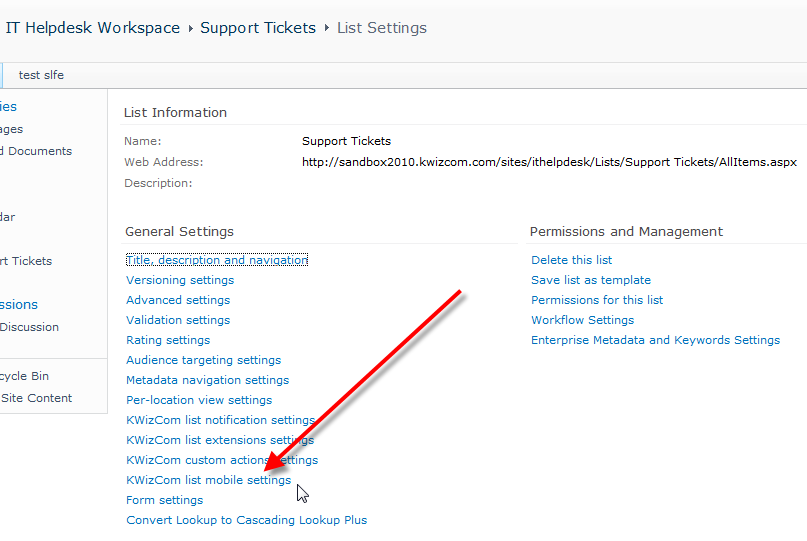 IT Helpdesk Workspace ▸ Support Tickets ▸ List Settings
test slfe
ies
ages
d Documents
dar
rt Tickets
ssions
Discussion
cycle Bin
Site Content
List Information
Name: Support Tickets
Web Address: http://sandbox2010.kwizcom.com/sites/ithelpdesk/Lists/Support Tickets/AllItems.aspx
Description:
General Settings
Title, description and navigation
Versioning settings
Advanced settings
Validation settings
Rating settings
Audience targeting settings
Metadata navigation settings
Per-location view settings
KWizCom list notification settings
KWizCom list extensions settings
KWizCom custom actions settings
KWizCom list mobile settings
Form settings
Convert Lookup to Cascading Lookup Plus
Permissions and Management
Delete this list
Save list as template
Permissions for this list
Workflow Settings
Enterprise Metadata and Keywords Settings